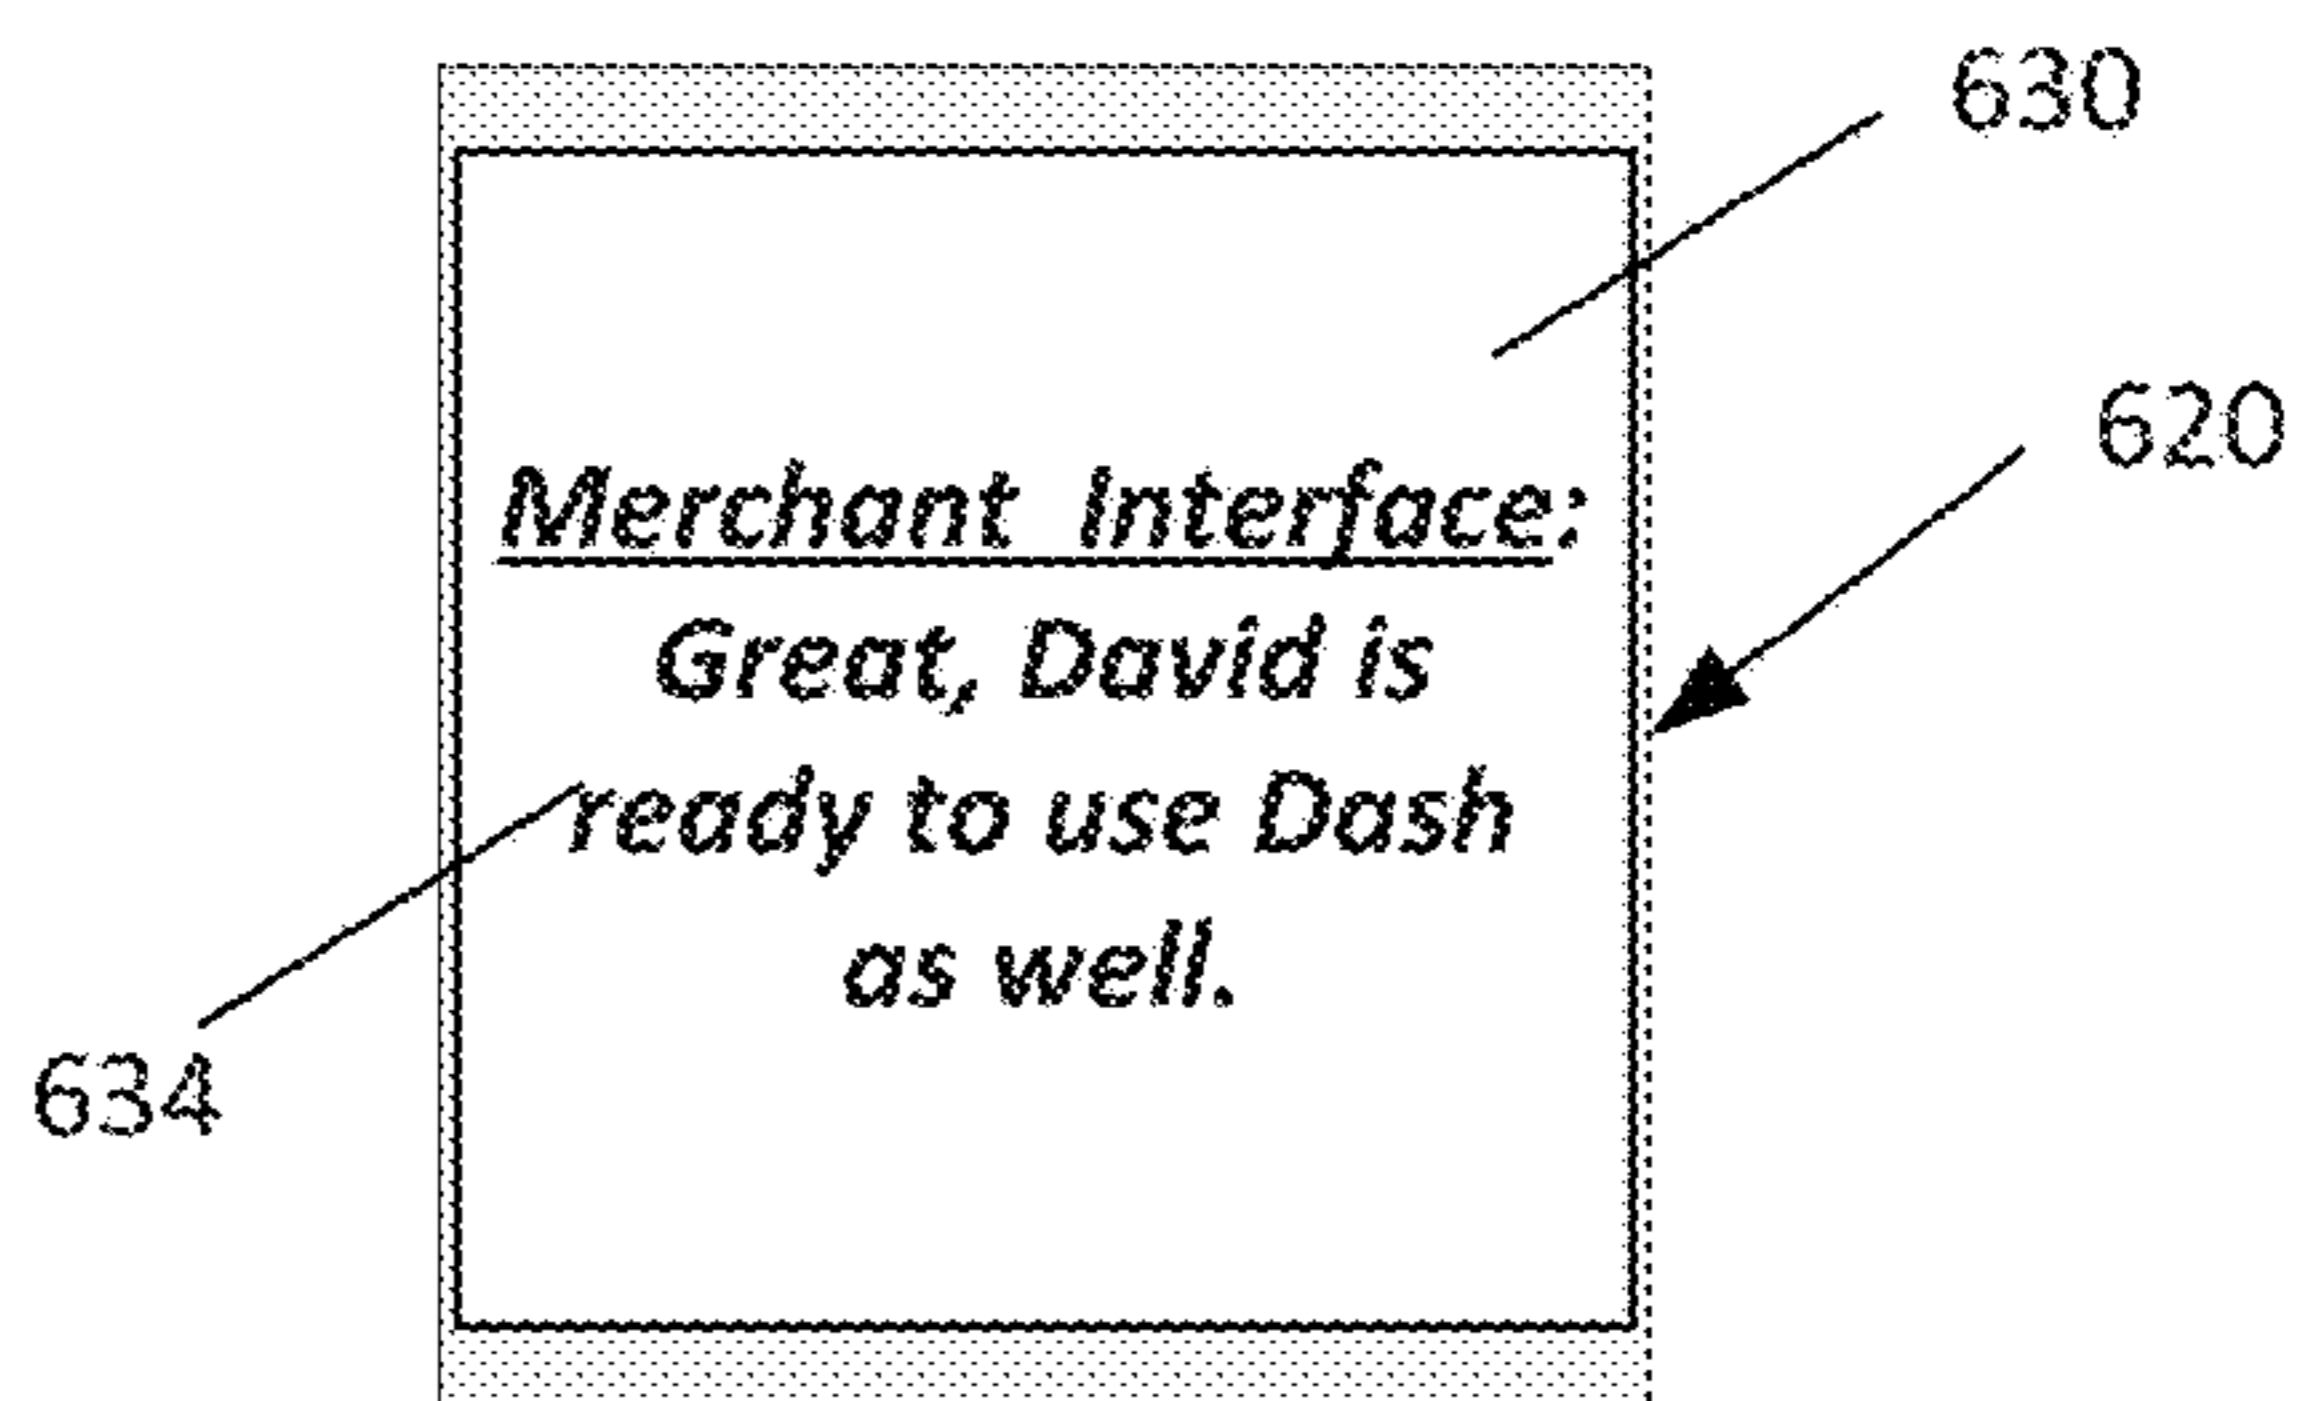 630
620
Merchant Interface:
Great, David is
ready to use Dash
as well.
634